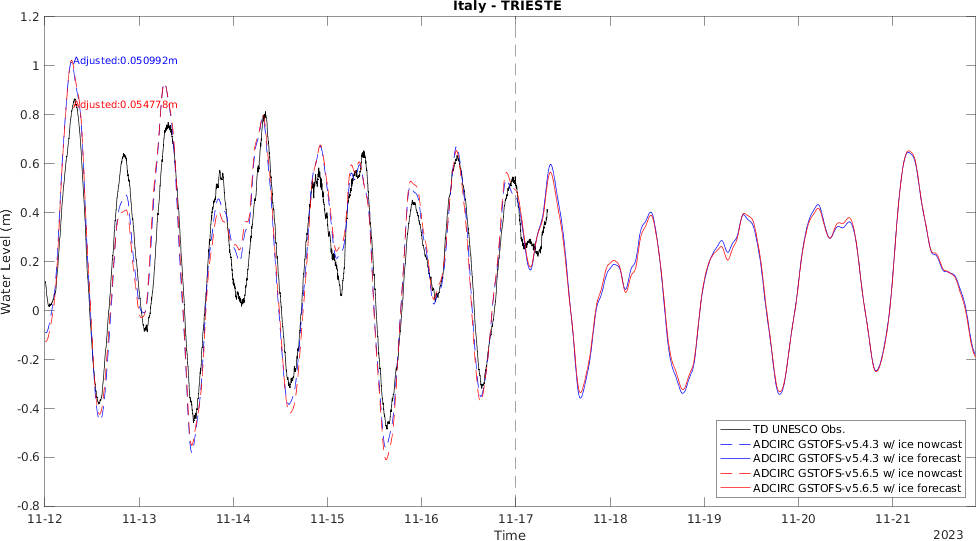 Italy - TRIESTE
1.2
1
0.8
0.6
0.4
0.2
0
-0.2
-0.4
-0.6
-0.8
Water Level (m)
Adjusted:0.050992m
Adjusted:0.054778m
TD UNESCO Obs.
ADCIRC GSTOFS-v5.4.3 w/ ice nowcast
ADCIRC GSTOFS-v5.4.3 w/ ice forecast
ADCIRC GSTOFS-v5.6.5 w/ ice nowcast
ADCIRC GSTOFS-v5.6.5 w/ ice forecast
11-12 11-13 11-14 11-15 11-16 11-17 11-18 11-19 11-20 11-21
Time
2023